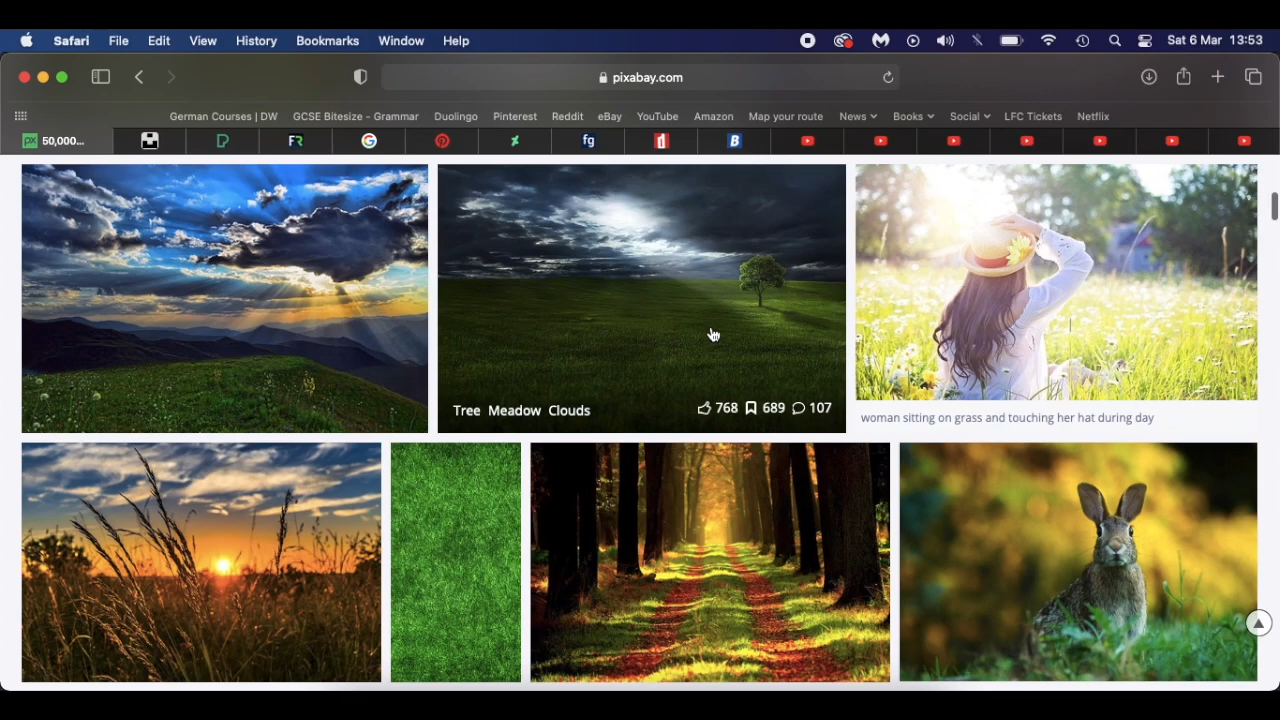 Safari File Edit View History Bookmarks Window Help Sat 6 Mar 13:53
pixabay.com
German Courses | DW GCSE Bitesize - Grammar Duolingo Pinterest Reddit eBay YouTube Amazon Map your route News Books Social LFC Tickets Netflix
px 50,000... FR G fg B
Tree Meadow Clouds 768 689 107
woman sitting on grass and touching her hat during day